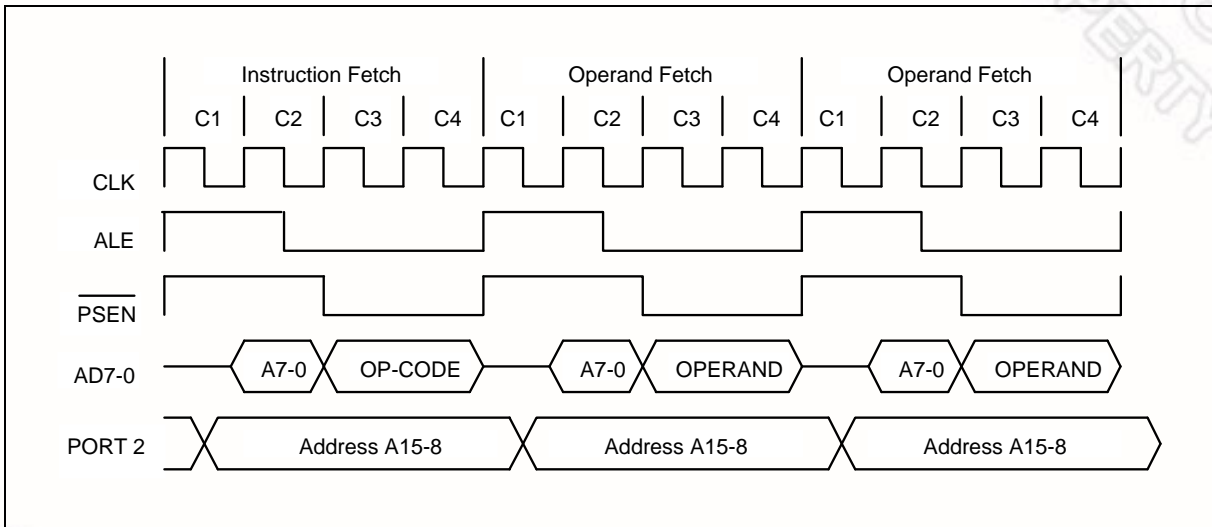 PERTY
Instruction Fetch Operand Fetch Operand Fetch
C1 C2 C3 C4 C1 C2 C3 C4 C1 C2 C3 C4
CLK
ALE
PSEN
AD7-0 A7-0 OP-CODE A7-0 OPERAND A7-0 OPERAND
PORT 2 Address A15-8 Address A15-8 Address A15-8